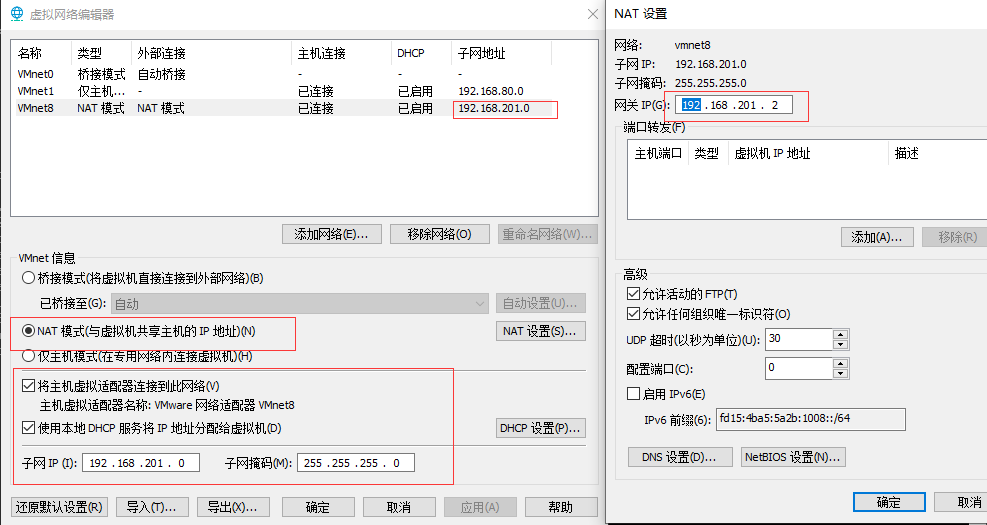 虚拟网络编辑器
名称 类型 外部连接 主机连接 DHCP 子网地址
VMnet0 桥接模式 自动桥接 - - -
VMnet1 仅主机... - 已连接 已启用 192.168.80.0
VMnet8 NAT 模式 NAT 模式 已连接 已启用 192.168.201.0
添加网络(E)... 移除网络(O) 重命名网络(W)...
VMnet 信息
桥接模式(将虚拟机直接连接到外部网络)(B)
已桥接至(G): 自动 自动设置(U)...
NAT 模式(与虚拟机共享主机的 IP 地址)(N) NAT 设置(S)...
仅主机模式(在专用网络内连接虚拟机)(H)
将主机虚拟适配器连接到此网络(V)
主机虚拟适配器名称: VMware 网络适配器 VMnet8
使用本地 DHCP 服务将 IP 地址分配给虚拟机(D) DHCP 设置(P)...
子网 IP (I): 192 .168 .201 . 0 子网掩码(M): 255 .255 .255 . 0
还原默认设置(R) 导入(T)... 导出(X)... 确定 取消 应用(A) 帮助
NAT 设置
网络: vmnet8
子网 IP: 192.168.201.0
子网掩码: 255.255.255.0
网关 IP(G): 192 .168 .201 . 2
端口转发(F)
主机端口 类型 虚拟机 IP 地址 描述
添加(A)... 移除(R)
高级
允许活动的 FTP(T)
允许任何组织唯一标识符(O)
UDP 超时(以秒为单位)(U): 30
配置端口(C): 0
启用 IPv6(E)
IPv6 前缀(6): fd15:4ba5:5a2b:1008::/64
DNS 设置(D)... NetBIOS 设置(N)...
确定 取消